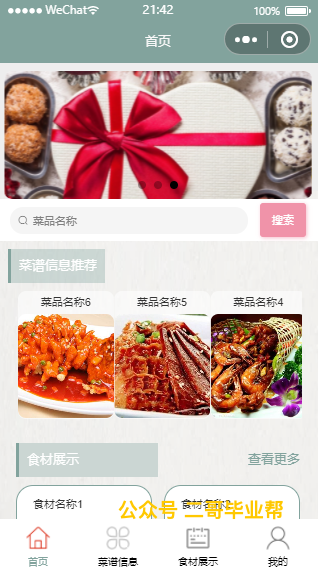 WeChat 21:42 100%
首页
菜品名称 搜索
菜谱信息推荐
菜品名称6 菜品名称5 菜品名称4
食材展示 查看更多
食材名称1 食材名称2
公众号 二哥毕业帮
首页 菜谱信息 食材展示 我的